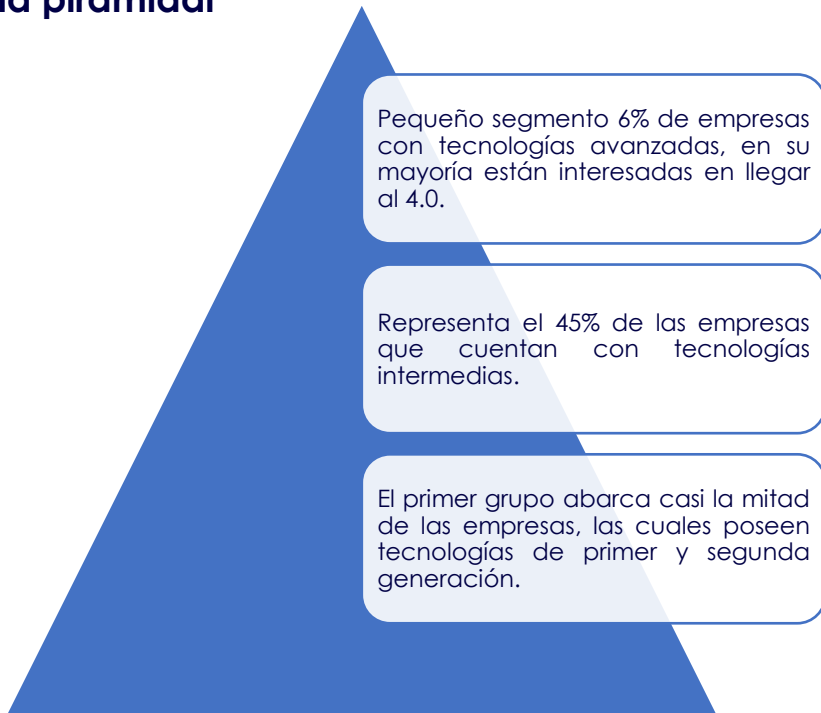 piramidal
Pequeño segmento 6% de empresas
con tecnologías avanzadas, en su
mayoría están interesadas en llegar
al 4.0.
Representa el 45% de las empresas
que cuentan con tecnologías
intermedias.
El primer grupo abarca casi la mitad
de las empresas, las cuales poseen
tecnologías de primer y segunda
generación.